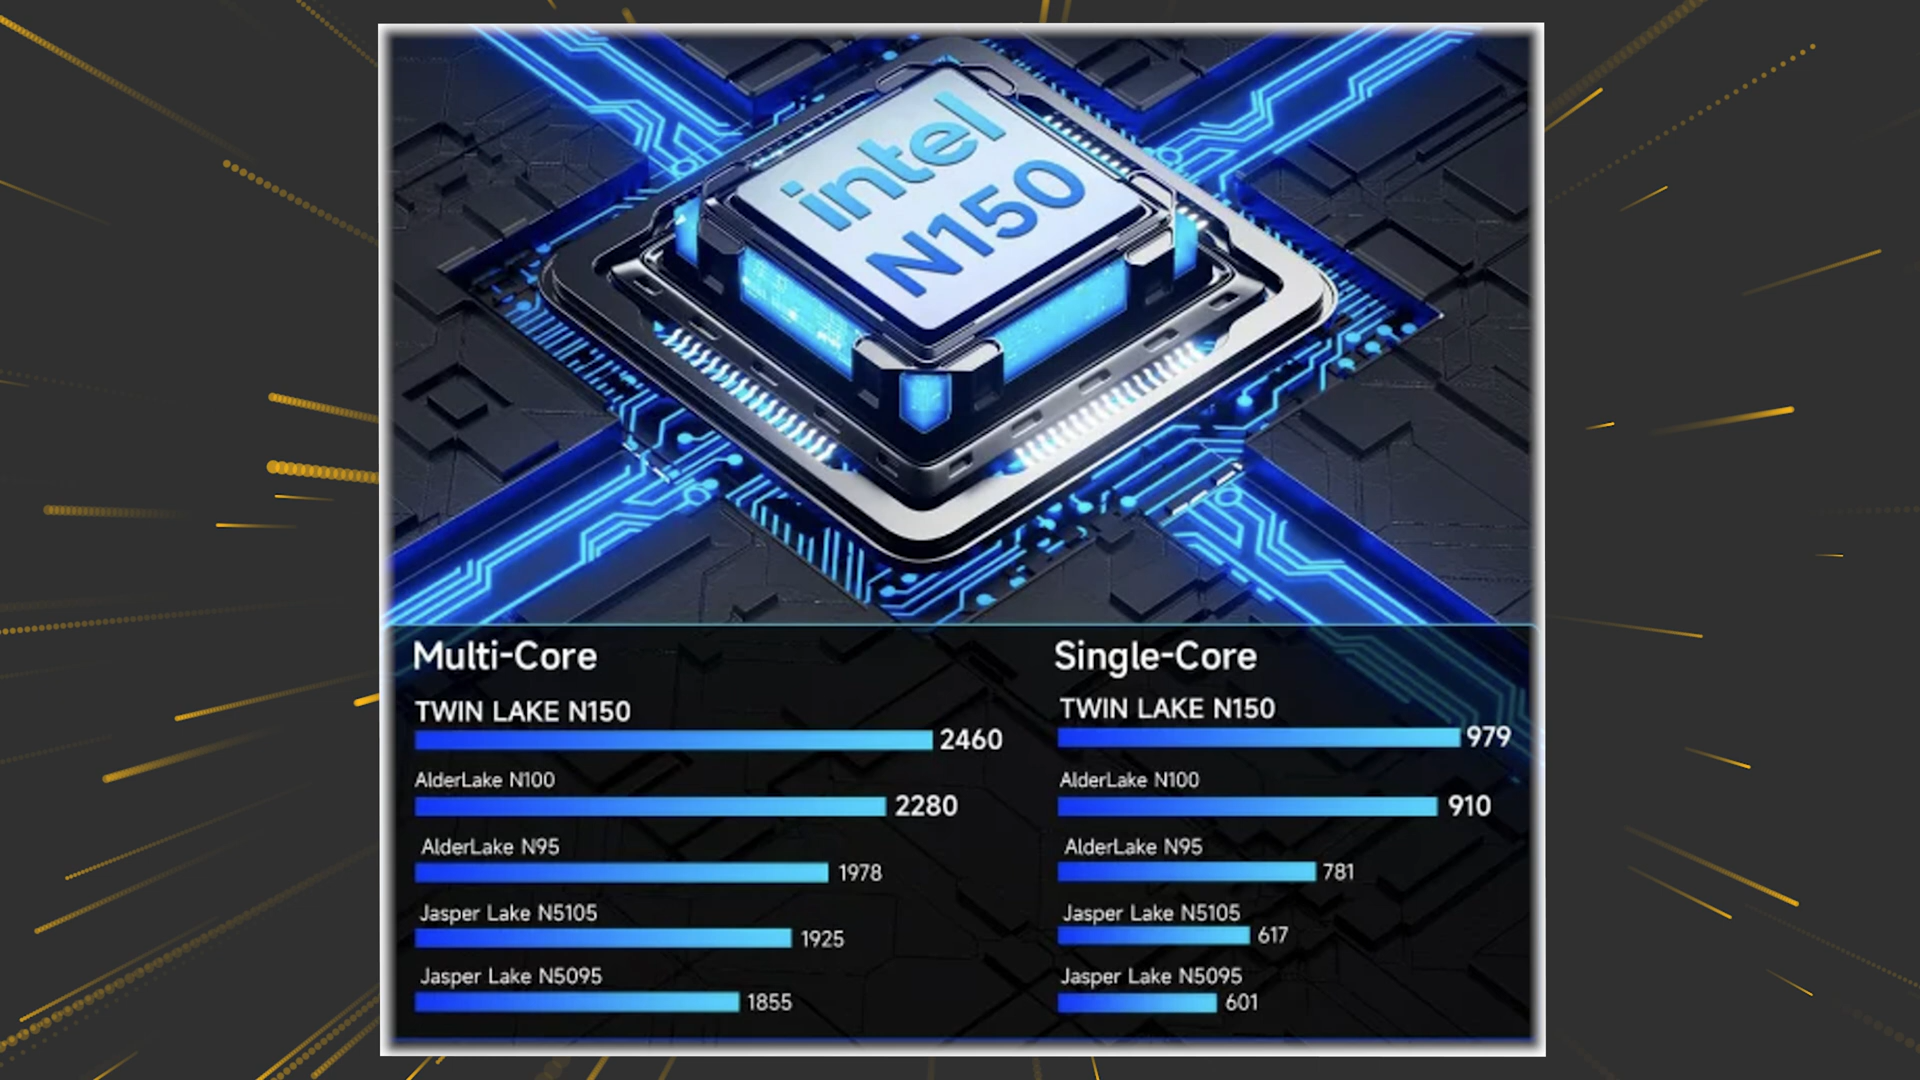 intel
N150
Multi-Core
TWIN LAKE N150
2460
AlderLake N100
2280
AlderLake N95
1978
Jasper Lake N5105
1925
Jasper Lake N5095
1855
Single-Core
TWIN LAKE N150
979
AlderLake N100
910
AlderLake N95
781
Jasper Lake N5105
617
Jasper Lake N5095
601